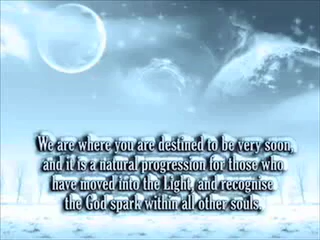 We are where you are destined to be very soon,
and it is a natural progression for those who
have moved into the Light, and recognise
the God spark within all other souls.